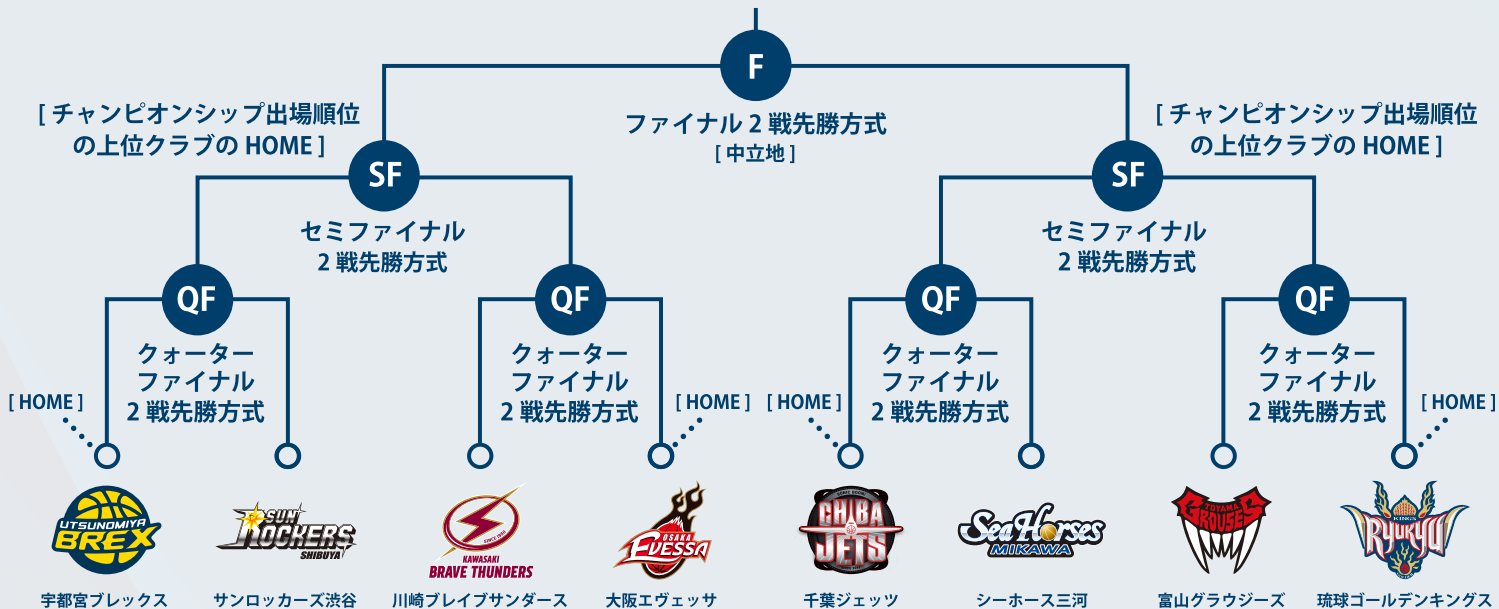 F
ファイナル 2 戦先勝方式
[ 中立地 ]
[ チャンピオンシップ出場順位
の上位クラブの HOME ]
SF
セミファイナル
2 戦先勝方式
[ チャンピオンシップ出場順位
の上位クラブの HOME ]
SF
セミファイナル
2 戦先勝方式
QF
クォーター
ファイナル
2 戦先勝方式
[ HOME ]
QF
クォーター
ファイナル
2 戦先勝方式
[ HOME ]
QF
クォーター
ファイナル
2 戦先勝方式
[ HOME ]
QF
クォーター
ファイナル
2 戦先勝方式
[ HOME ]
UTSUNOMIYA
BREX
宇都宮ブレックス
SUN
ROCKERS
SHIBUYA
サンロッカーズ渋谷
SINCE 1950
KAWASAKI
BRAVE THUNDERS
川崎ブレイブサンダース
OSAKA
EVESSA
大阪エヴェッサ
CHIBA
JETS
千葉ジェッツ
SeaHorses
MIKAWA
シーホース三河
TOYAMA
GROUSES
富山グラウジーズ
KINGS
RYUKYU
琉球ゴールデンキングス